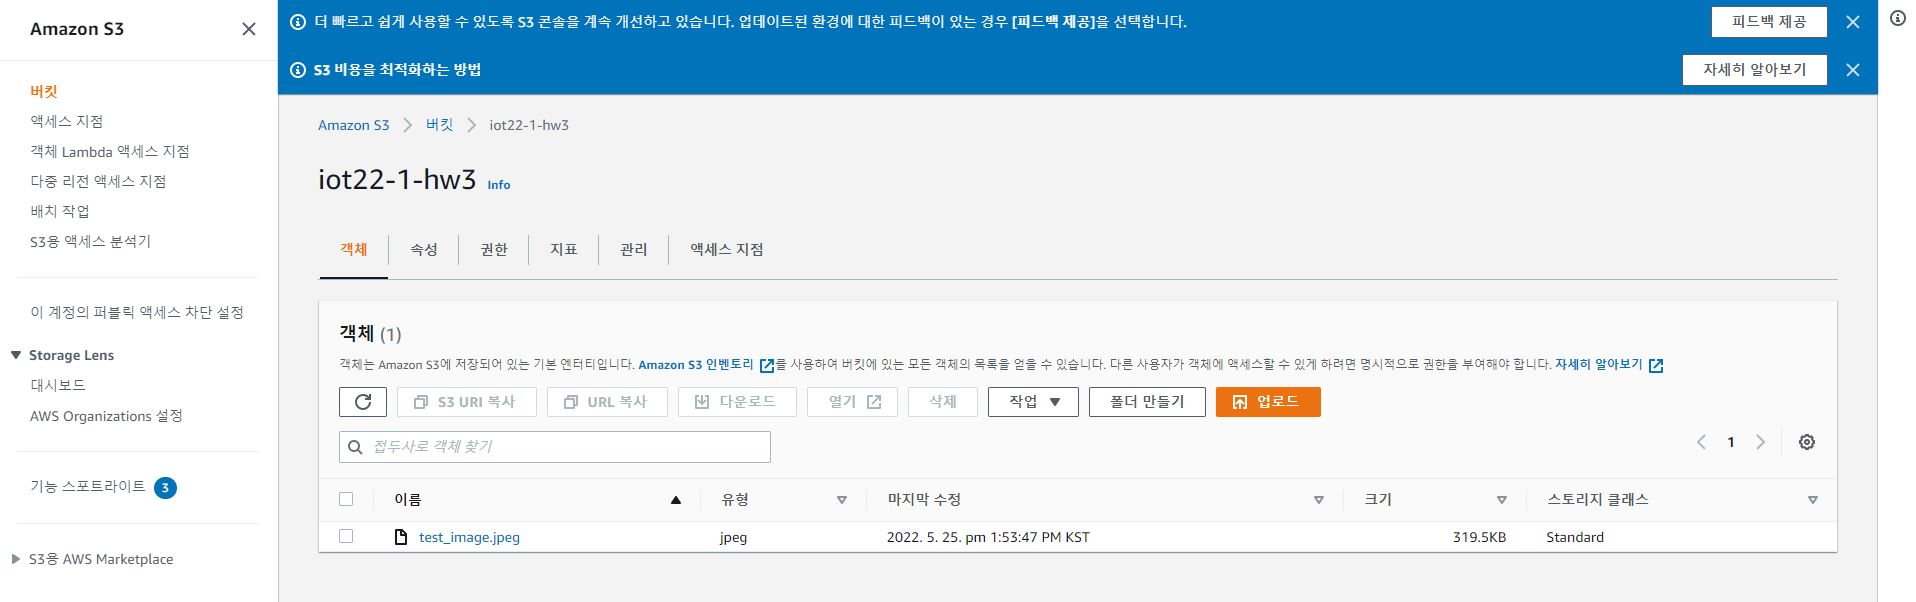 Amazon S3
버킷
액세스 지점
객체 Lambda 액세스 지점
다중 리전 액세스 지점
배치 작업
S3용 액세스 분석기
이 계정의 퍼블릭 액세스 차단 설정
Storage Lens
대시보드
AWS Organizations 설정
기능 스포트라이트 3
S3용 AWS Marketplace
더 빠르고 쉽게 사용할 수 있도록 S3 콘솔을 계속 개선하고 있습니다. 업데이트된 환경에 대한 피드백이 있는 경우 [피드백 제공]을 선택합니다. 피드백 제공
S3 비용을 최적화하는 방법 자세히 알아보기
Amazon S3 버킷 iot22-1-hw3
iot22-1-hw3 Info
객체 속성 권한 지표 관리 액세스 지점
객체 (1)
객체는 Amazon S3에 저장되어 있는 기본 엔터티입니다. Amazon S3 인벤토리를 사용하여 버킷에 있는 모든 객체의 목록을 얻을 수 있습니다. 다른 사용자가 객체에 액세스할 수 있게 하려면 명시적으로 권한을 부여해야 합니다. 자세히 알아보기
S3 URI 복사 URL 복사 다운로드 열기 삭제 작업 폴더 만들기 업로드
접두사로 객체 찾기 1
이름 유형 마지막 수정 크기 스토리지 클래스
test_image.jpeg jpeg 2022. 5. 25. pm 1:53:47 PM KST 319.5KB Standard